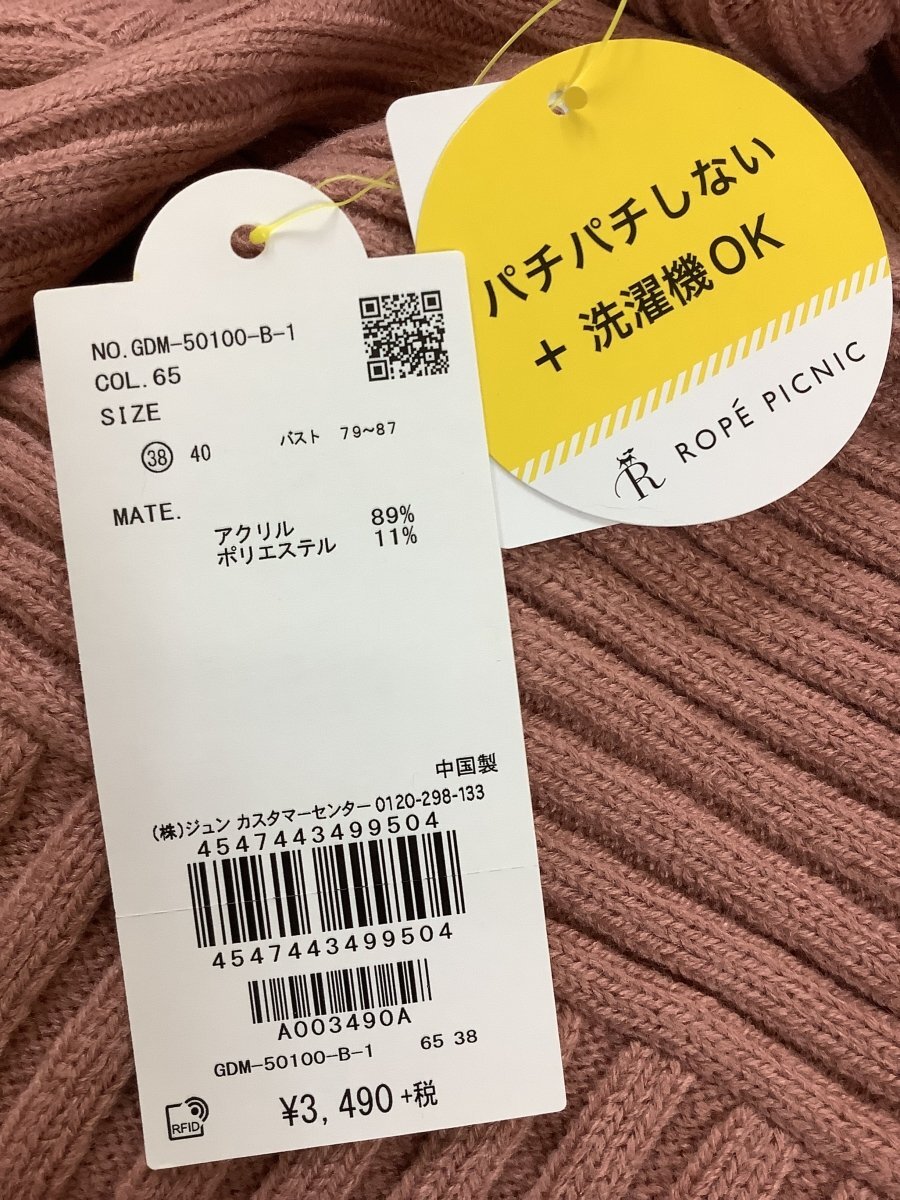 パチパチしない
+ 洗濯機OK
R ROPÉ PICNIC
NO.GDM-50100-B-1
COL.65
SIZE
38 40 バスト 79~87
MATE.
アクリル 89%
ポリエステル 11%
中国製
(株)ジュン カスタマーセンター 0120-298-133
4547443499504
4547443499504
A003490A
GDM-50100-B-1 65 38
RFID
¥3,490+税